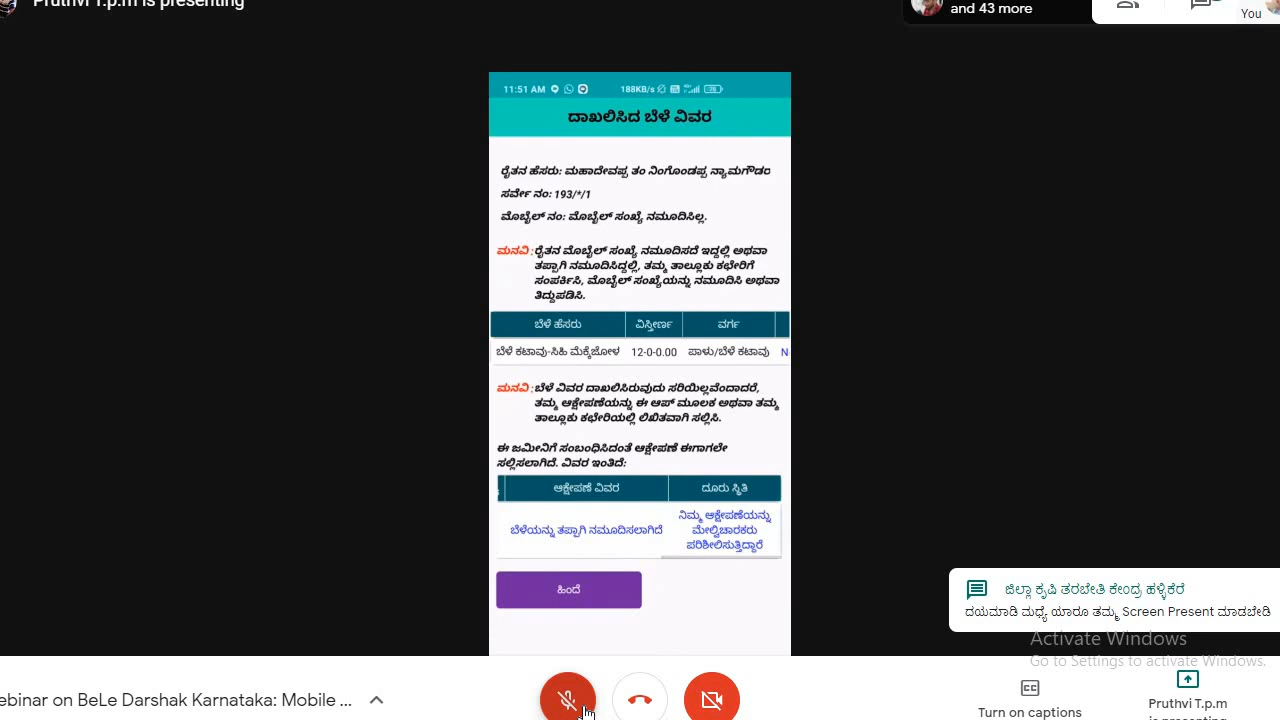 Pruthvi T.p.m is presenting
and 43 more
You
11:51 AM 188KB/s
ದಾಖಲಿಸಿದ ಬೆಳೆ ವಿವರ
ರೈತನ ಹೆಸರು: ಮಹಾದೇವಪ್ಪ ತಂ ನಿಂಗೊಂಡಪ್ಪ ನ್ಯಾಮಗೌಡರ
ಸರ್ವೇ ನಂ: 193/*/1
ಮೊಬೈಲ್ ನಂ: ಮೊಬೈಲ್ ಸಂಖ್ಯೆ ನಮೂದಿಸಿಲ್ಲ.
ಮನವಿ : ರೈತನ ಮೊಬೈಲ್ ಸಂಖ್ಯೆ ನಮೂದಿಸದೆ ಇದ್ದಲ್ಲಿ ಅಥವಾ
ತಪ್ಪಾಗಿ ನಮೂದಿಸಿದ್ದಲ್ಲಿ, ತಮ್ಮ ತಾಲ್ಲೂಕು ಕಛೇರಿಗೆ
ಸಂಪರ್ಕಿಸಿ, ಮೊಬೈಲ್ ಸಂಖ್ಯೆಯನ್ನು ನಮೂದಿಸಿ ಅಥವಾ
ತಿದ್ದುಪಡಿಸಿ.
ಬೆಳೆ ಹೆಸರು ವಿಸ್ತೀರ್ಣ ವರ್ಗ
ಬೆಳೆ ಕಟಾವು-ಸಿಹಿ ಮೆಕ್ಕೆಜೋಳ 12-0-0.00 ಪಾಳು/ಬೆಳೆ ಕಟಾವು N
ಮನವಿ : ಬೆಳೆ ವಿವರ ದಾಖಲಿಸಿರುವುದು ಸರಿಯಿಲ್ಲವೆಂದಾದರೆ,
ತಮ್ಮ ಆಕ್ಷೇಪಣೆಯನ್ನು ಈ ಆಪ್ ಮೂಲಕ ಅಥವಾ ತಮ್ಮ
ತಾಲ್ಲೂಕು ಕಛೇರಿಯಲ್ಲಿ ಲಿಖಿತವಾಗಿ ಸಲ್ಲಿಸಿ.
ಈ ಜಮೀನಿಗೆ ಸಂಬಂಧಿಸಿದಂತೆ ಆಕ್ಷೇಪಣೆ ಈಗಾಗಲೇ
ಸಲ್ಲಿಸಲಾಗಿದೆ. ವಿವರ ಇಂತಿದೆ:
ಆಕ್ಷೇಪಣೆ ವಿವರ ದೂರು ಸ್ಥಿತಿ
ಬೆಳೆಯನ್ನು ತಪ್ಪಾಗಿ ನಮೂದಿಸಲಾಗಿದೆ ನಿಮ್ಮ ಆಕ್ಷೇಪಣೆಯನ್ನು
ಮೇಲ್ವಿಚಾರಕರು
ಪರಿಶೀಲಿಸುತ್ತಿದ್ದಾರೆ
ಹಿಂದೆ
ಜಿಲ್ಲಾ ಕೃಷಿ ತರಬೇತಿ ಕೇಂದ್ರ ಹಳ್ಳಿಕೆರೆ
ದಯಮಾಡಿ ಮಧ್ಯೆ ಯಾರೂ ತಮ್ಮ Screen Present ಮಾಡಬೇಡಿ
Activate Windows
Go to Settings to activate Windows.
ebinar on BeLe Darshak Karnataka: Mobile ...
Turn on captions
Pruthvi T.p.m
is presenting